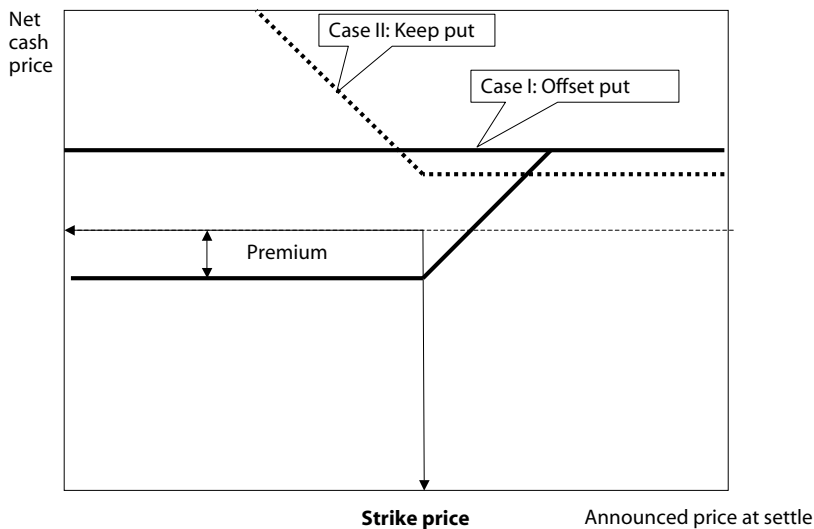 Net
cash
price
Case II: Keep put
Case I: Offset put
Premium
Strike price
Announced price at settle